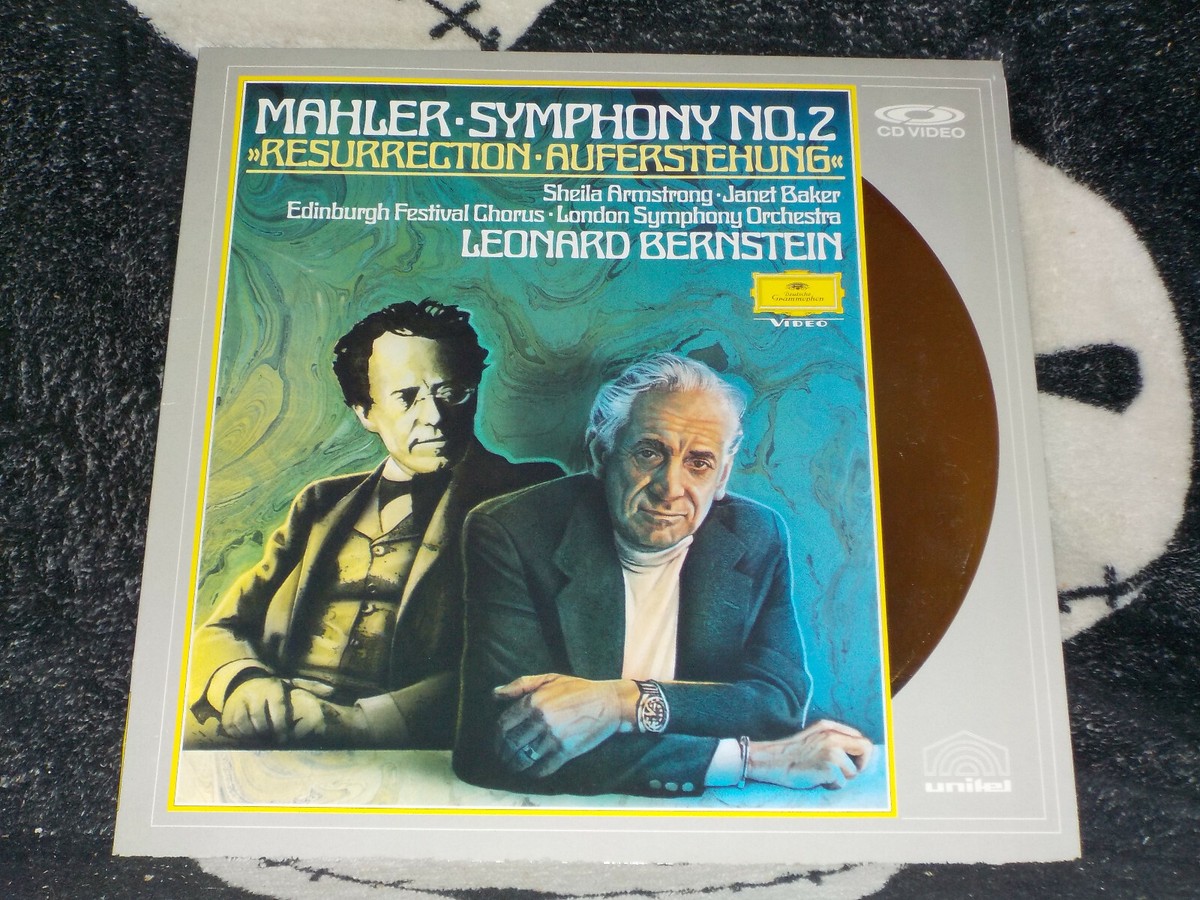 MAHLER · SYMPHONY NO. 2
»RESURRECTION · AUFERSTEHUNG«
Sheila Armstrong · Janet Baker
Edinburgh Festival Chorus · London Symphony Orchestra
LEONARD BERNSTEIN
CD VIDEO
Deutsche
Grammophon
VIDEO
unitel